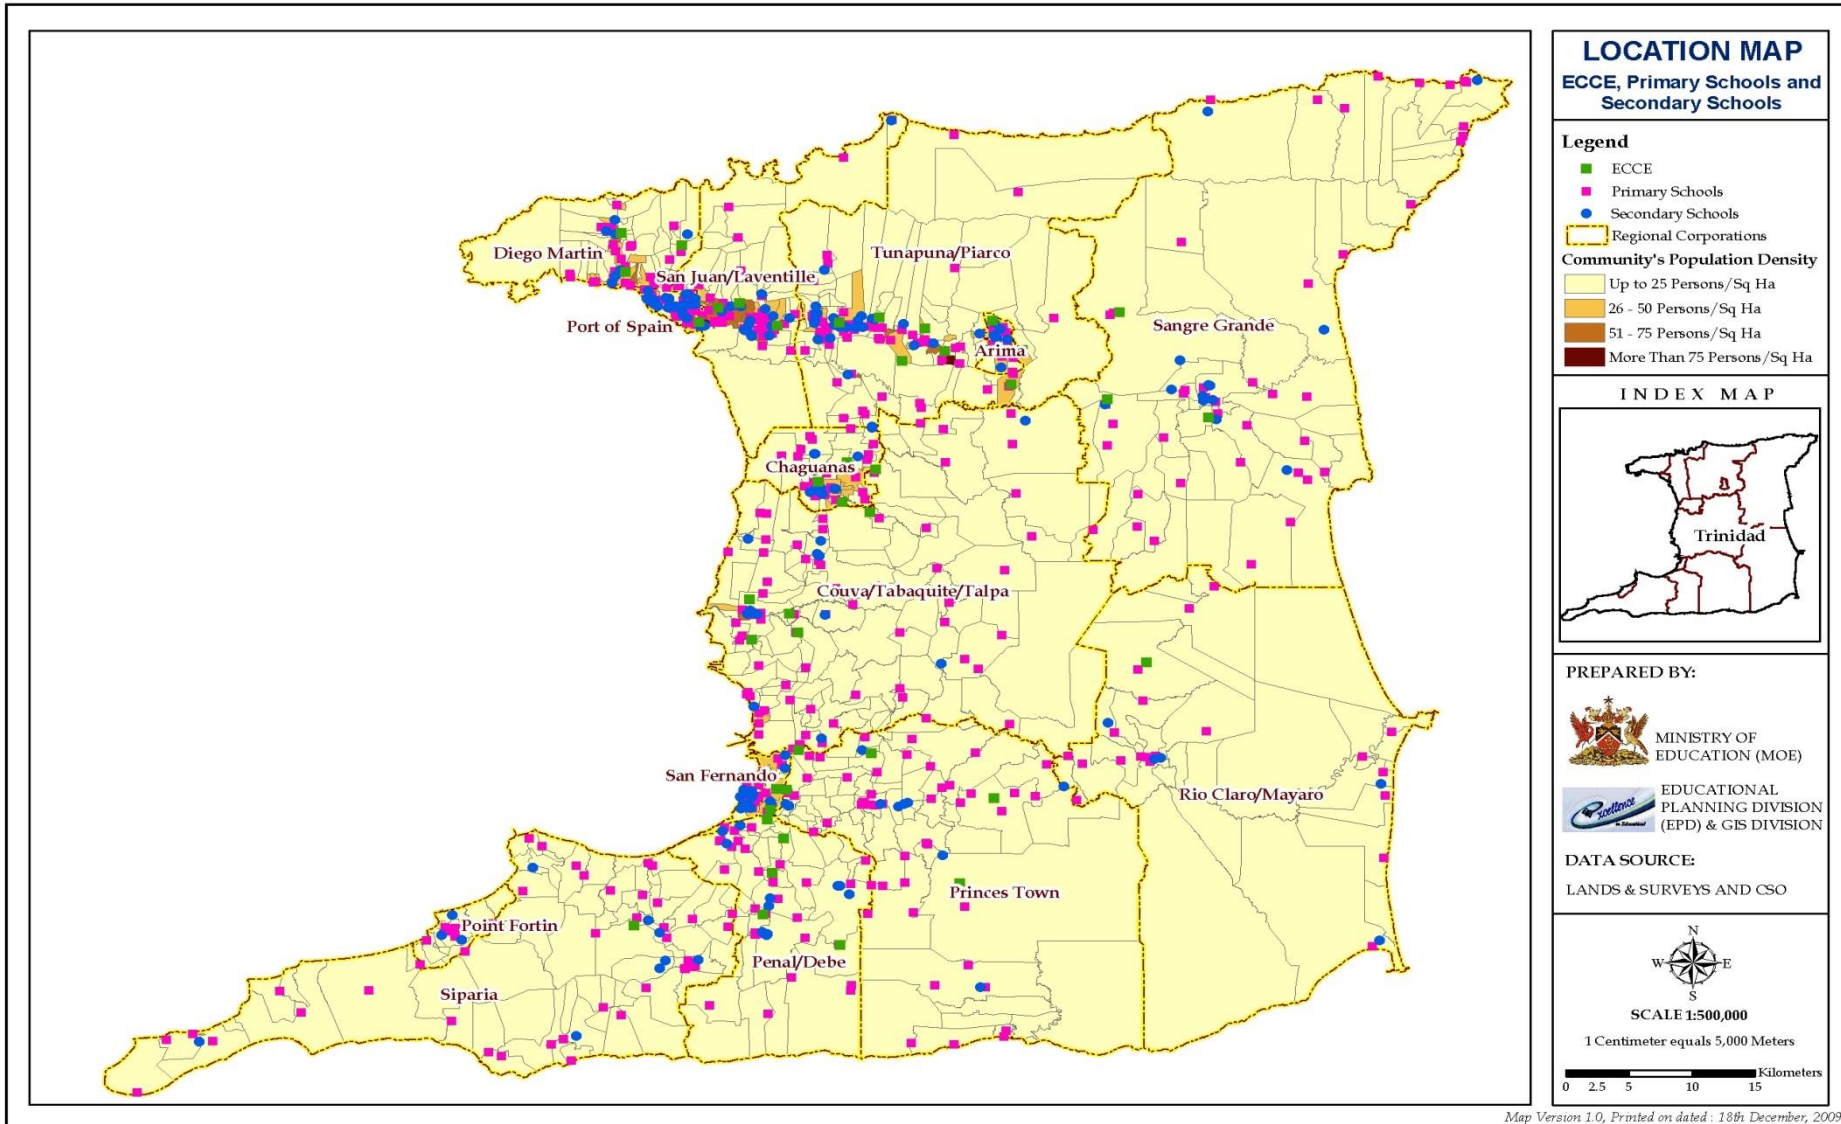 LOCATION MAP
ECCE, Primary Schools and
Secondary Schools
Legend
ECCE
Primary Schools
Secondary Schools
Regional Corporations
Community's Population Density
Up to 25 Persons/Sq Ha
26 - 50 Persons/Sq Ha
51 - 75 Persons/Sq Ha
More Than 75 Persons/Sq Ha
INDEX MAP
Trinidad
PREPARED BY:
MINISTRY OF
EDUCATION (MOE)
Excellence
in Education!
EDUCATIONAL
PLANNING DIVISION
(EPD) & GIS DIVISION
DATA SOURCE:
LANDS & SURVEYS AND CSO
N
W
E
S
SCALE 1:500,000
1 Centimeter equals 5,000 Meters
Kilometers
0 2.5 5 10 15
Diego Martin
San Juan/Laventille
Tunapuna/Piarco
Port of Spain
Arima
Sangre Grande
Chaguanas
Couva/Tabaquite/Talpa
San Fernando
Rio Claro/Mayaro
Princes Town
Point Fortin
Penal/Debe
Siparia
Map Version 1.0, Printed on dated : 18th December, 2009